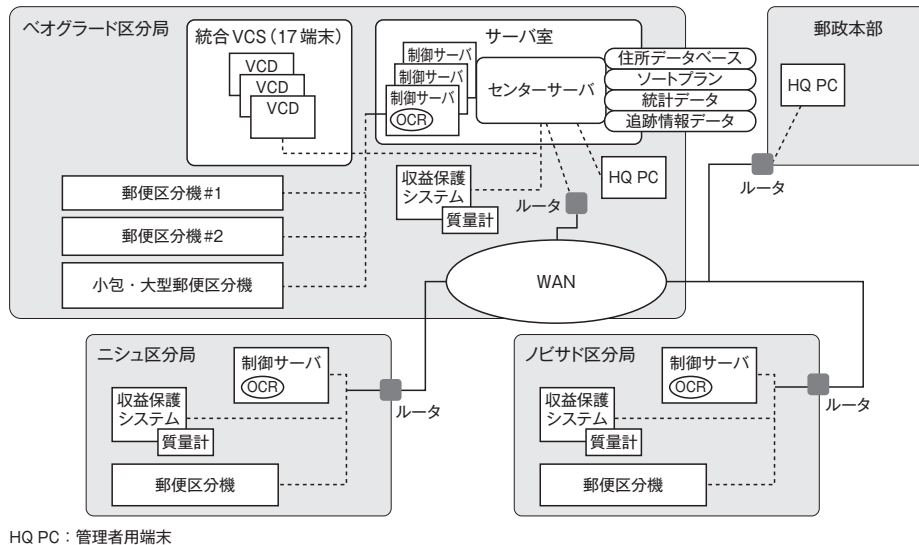 ベオグラード区分局
統合VCS（17端末）
VCD
VCD
VCD
サーバ室
制御サーバ
制御サーバ
制御サーバ
OCR
センターサーバ
住所データベース
ソートプラン
統計データ
追跡情報データ
郵便区分機#1
郵便区分機#2
小包・大型郵便区分機
収益保護
システム
質量計
ルータ
HQ PC
郵政本部
HQ PC
ルータ
WAN
ニシュ区分局
制御サーバ
OCR
収益保護
システム
質量計
郵便区分機
ルータ
ノビサド区分局
制御サーバ
OCR
収益保護
システム
質量計
郵便区分機
ルータ
HQ PC：管理者用端末